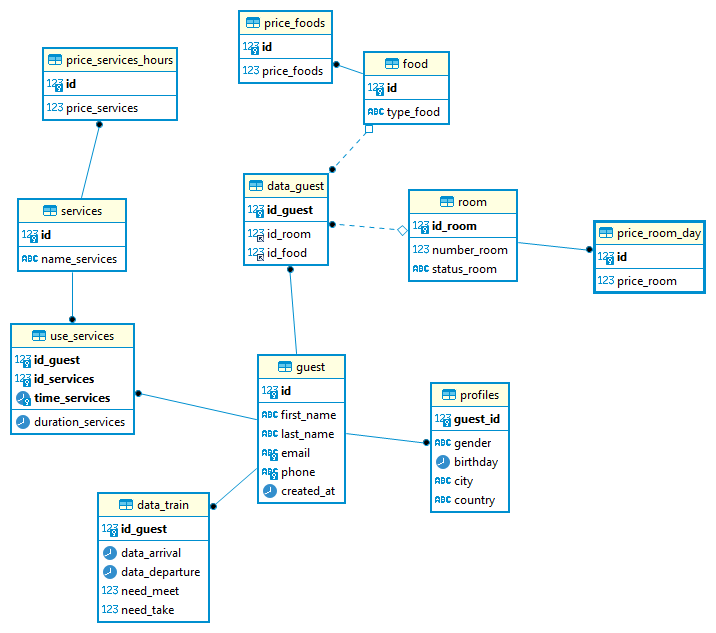 price_foods
123 id
123 price_foods
food
123 id
ABC type_food
price_services_hours
123 id
123 price_services
data_guest
123 id_guest
123 id_room
123 id_food
room
123 id_room
123 number_room
ABC status_room
price_room_day
123 id
123 price_room
services
123 id
ABC name_services
use_services
123 id_guest
123 id_services
time_services
duration_services
guest
123 id
ABC first_name
ABC last_name
ABC email
ABC phone
created_at
profiles
123 guest_id
ABC gender
birthday
ABC city
ABC country
data_train
123 id_guest
data_arrival
data_departure
123 need_meet
123 need_take